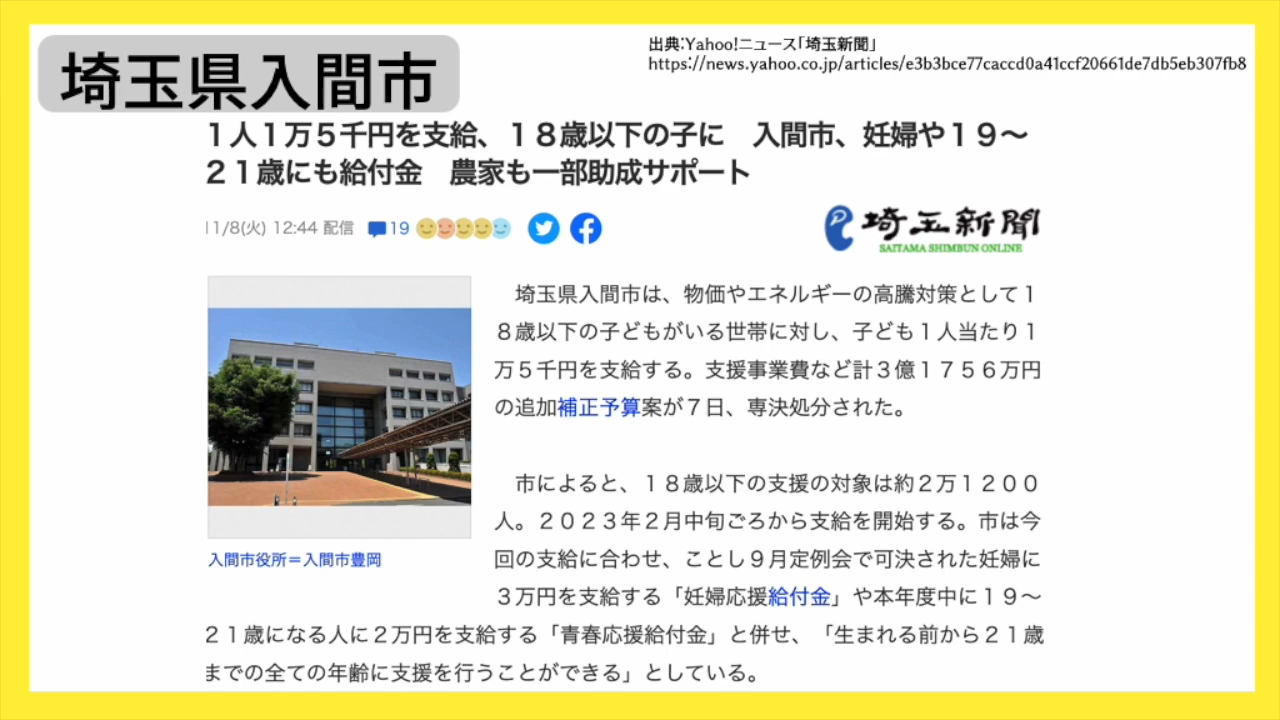 埼玉県入間市
出典:Yahoo!ニュース「埼玉新聞」
https://news.yahoo.co.jp/articles/e3b3bce77caccd0a41ccf20661de7db5eb307fb8
１人１万５千円を支給、１８歳以下の子に　入間市、妊婦や１９～
２１歳にも給付金　農家も一部助成サポート
11/8(火) 12:44 配信
19
埼玉新聞
SAITAMA SHIMBUN ONLINE
入間市役所＝入間市豊岡
　埼玉県入間市は、物価やエネルギーの高騰対策として１
８歳以下の子どもがいる世帯に対し、子ども１人当たり１
万５千円を支給する。支援事業費など計３億１７５６万円
の追加補正予算案が７日、専決処分された。
　市によると、１８歳以下の支援の対象は約２万１２００
人。２０２３年２月中旬ごろから支給を開始する。市は今
回の支給に合わせ、ことし９月定例会で可決された妊婦に
３万円を支給する「妊婦応援給付金」や本年度中に１９～
２１歳になる人に２万円を支給する「青春応援給付金」と併せ、「生まれる前から２１歳
までの全ての年齢に支援を行うことができる」としている。